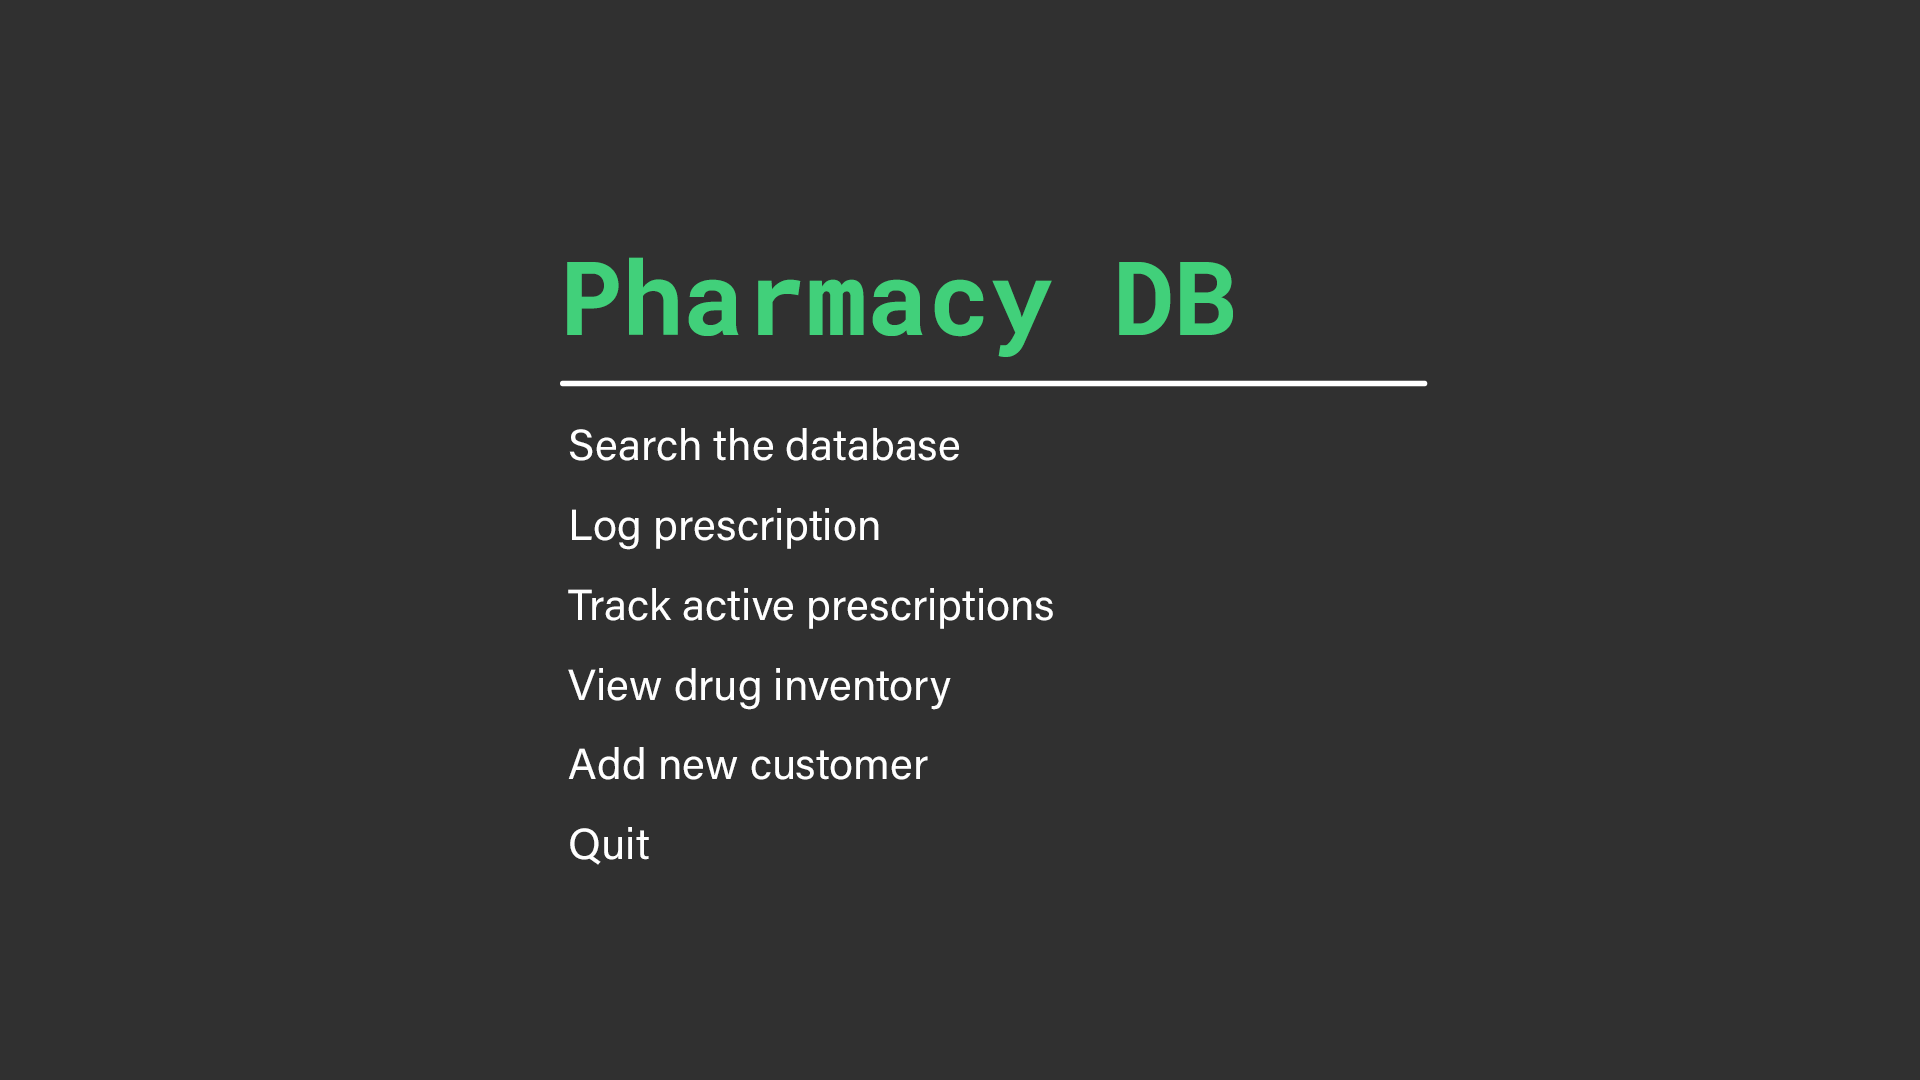 Pharmacy DB
Search the database
Log prescription
Track active prescriptions
View drug inventory
Add new customer
Quit